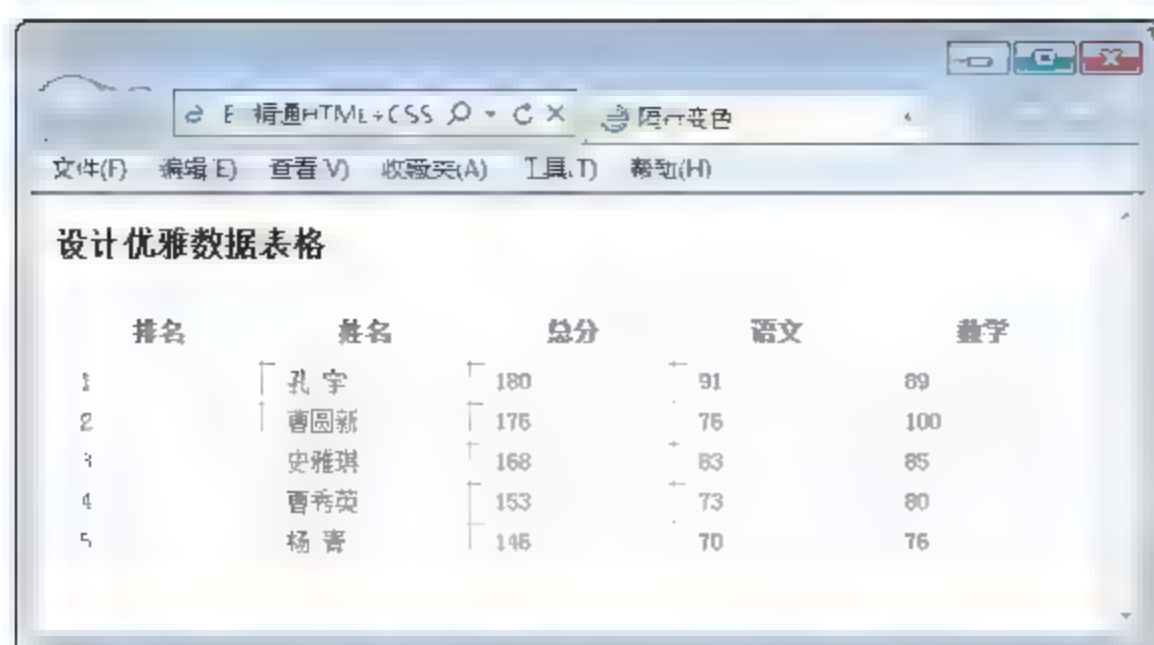 精通HTML+CSS 隔行变色
文件(F) 编辑(E) 查看(V) 收藏夹(A) 工具(T) 帮助(H)
设计优雅数据表格
排名 姓名 总分 语文 数学
1 孔 宇 180 91 89
2 曹圆新 175 75 100
3 史雅琪 168 83 85
4 曹秀英 153 73 80
5 杨 青 145 70 75